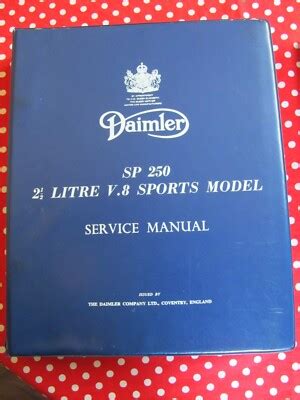 Daimler
SP 250
2½ LITRE V.8 SPORTS MODEL
SERVICE MANUAL
ISSUED BY
THE DAIMLER COMPANY LTD., COVENTRY, ENGLAND